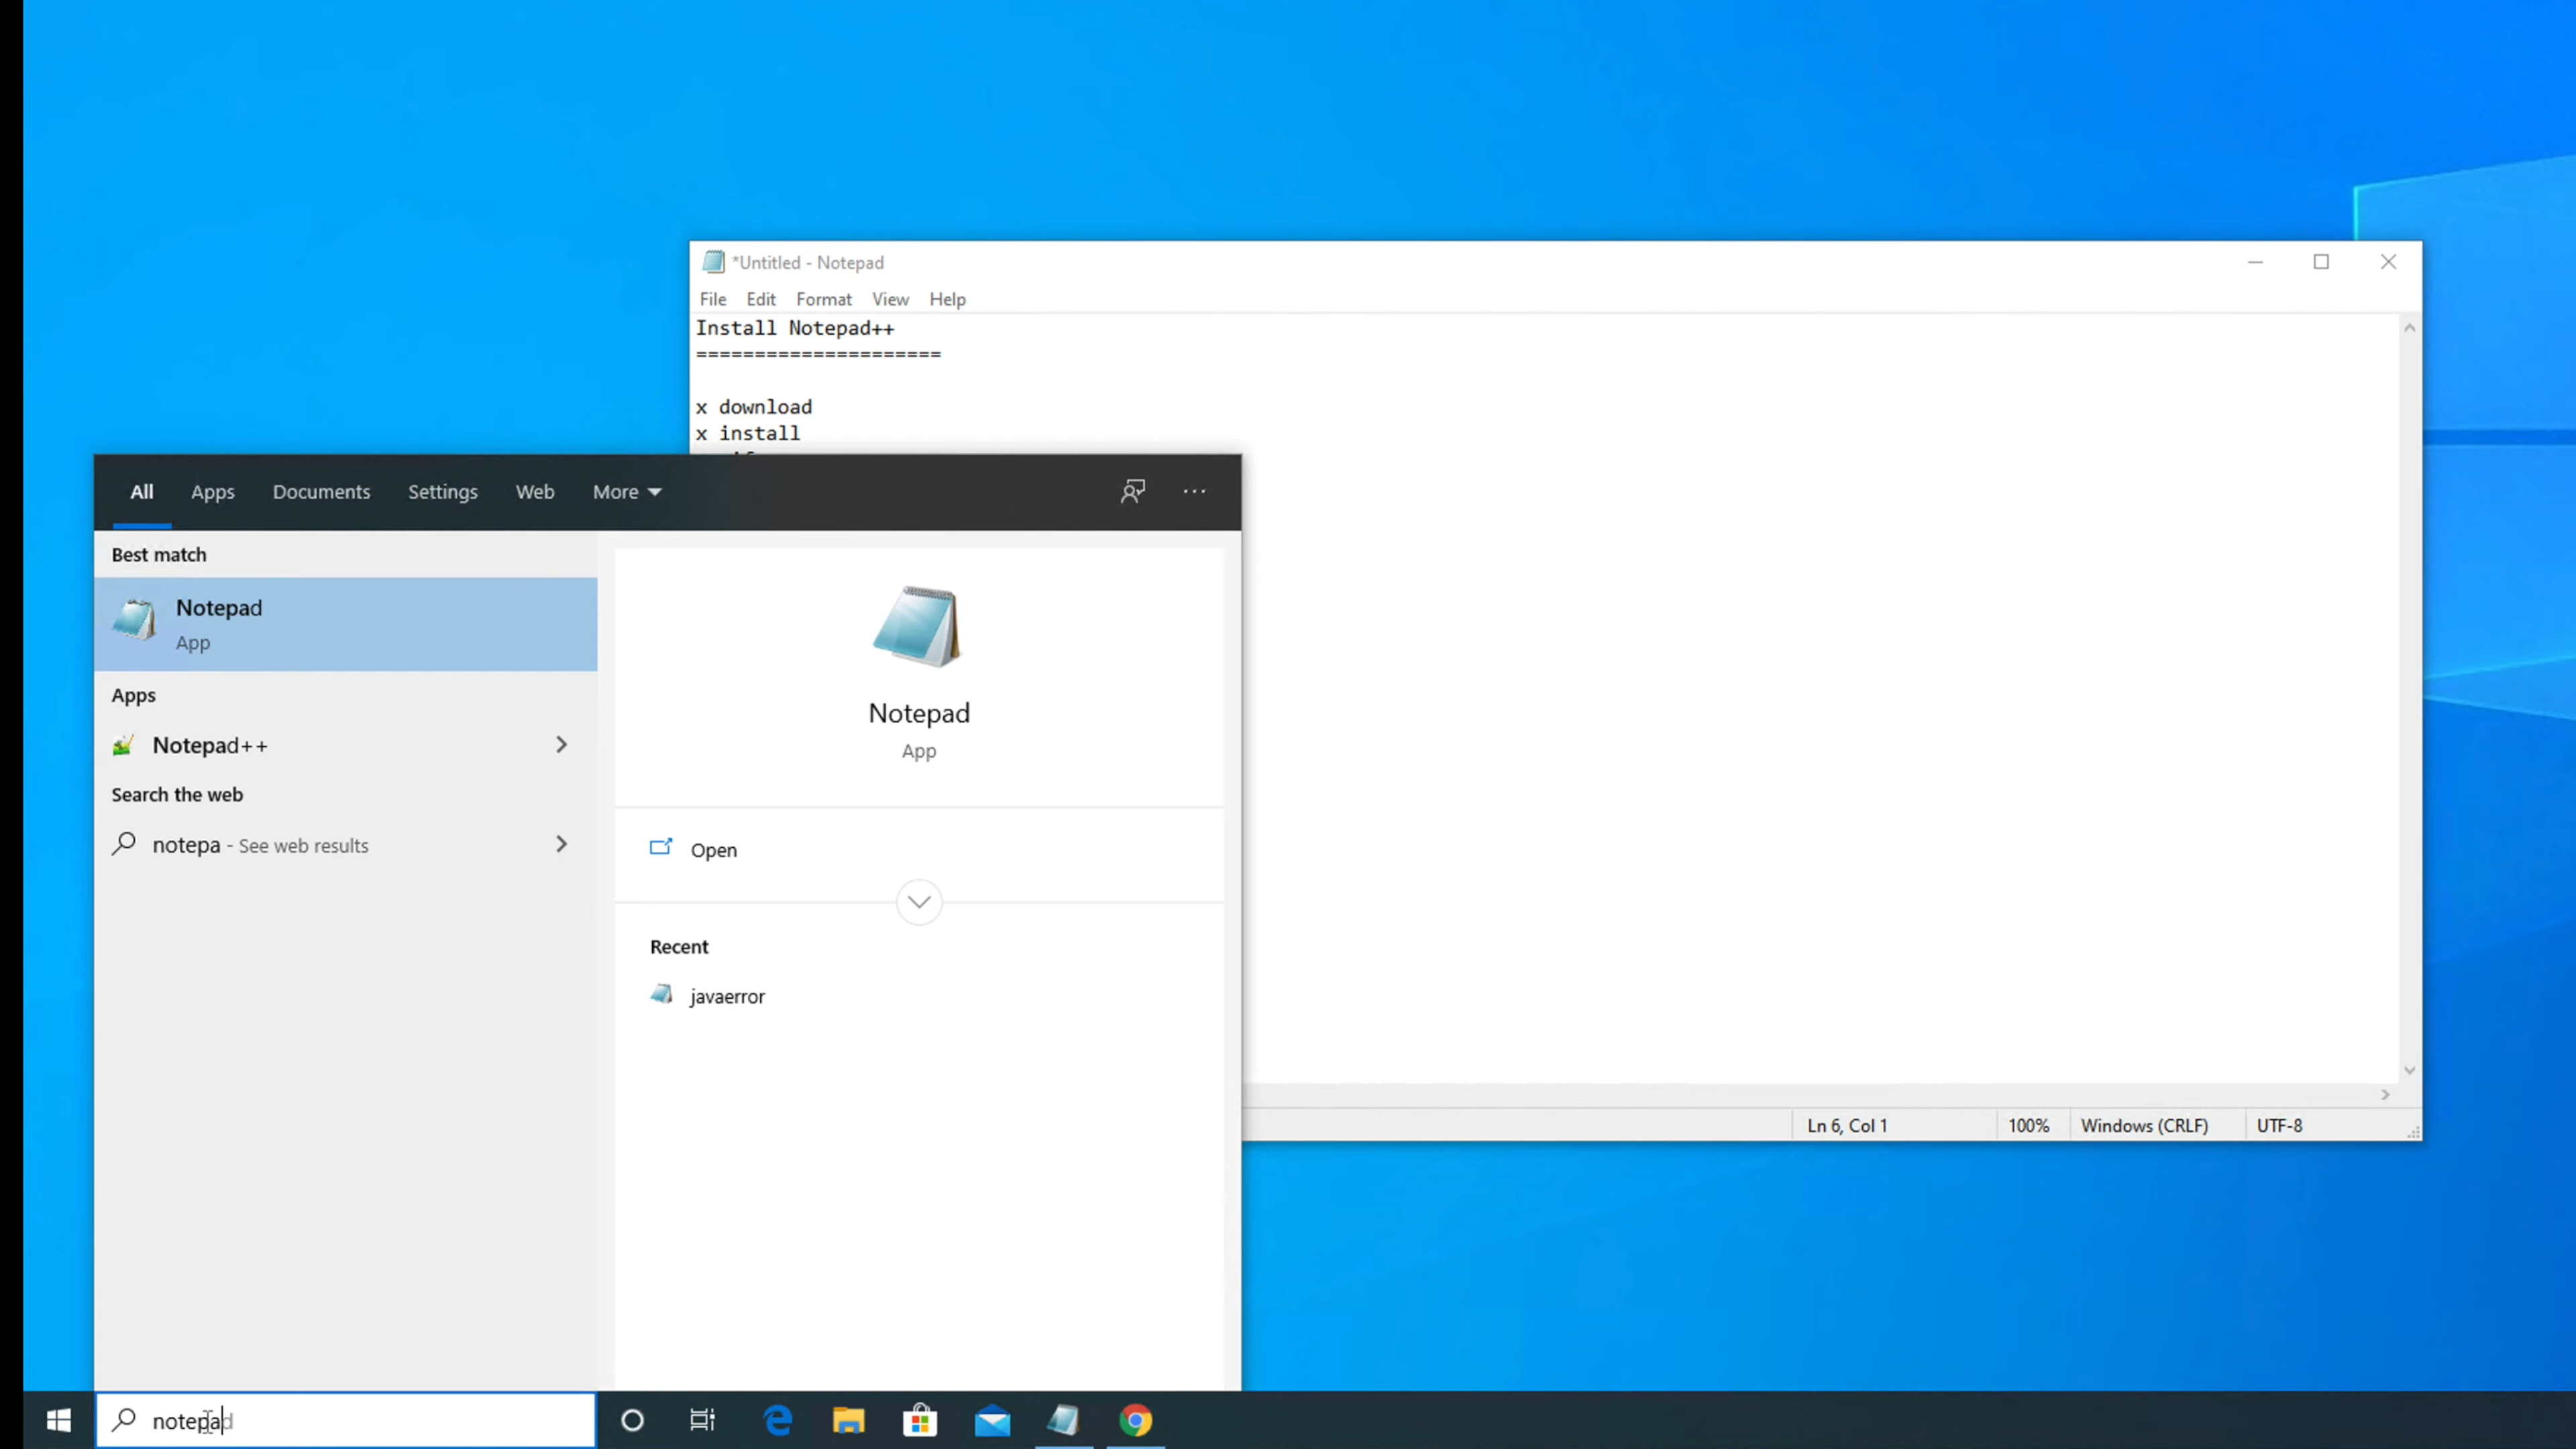 *Untitled - Notepad
File Edit Format View Help
Install Notepad++
=====================
x download
x install
All Apps Documents Settings Web More
Best match
Notepad
App
Apps
Notepad++
Search the web
notepa - See web results
Notepad
App
Open
Recent
javaerror
Ln 6, Col 1 100% Windows (CRLF) UTF-8
notepad